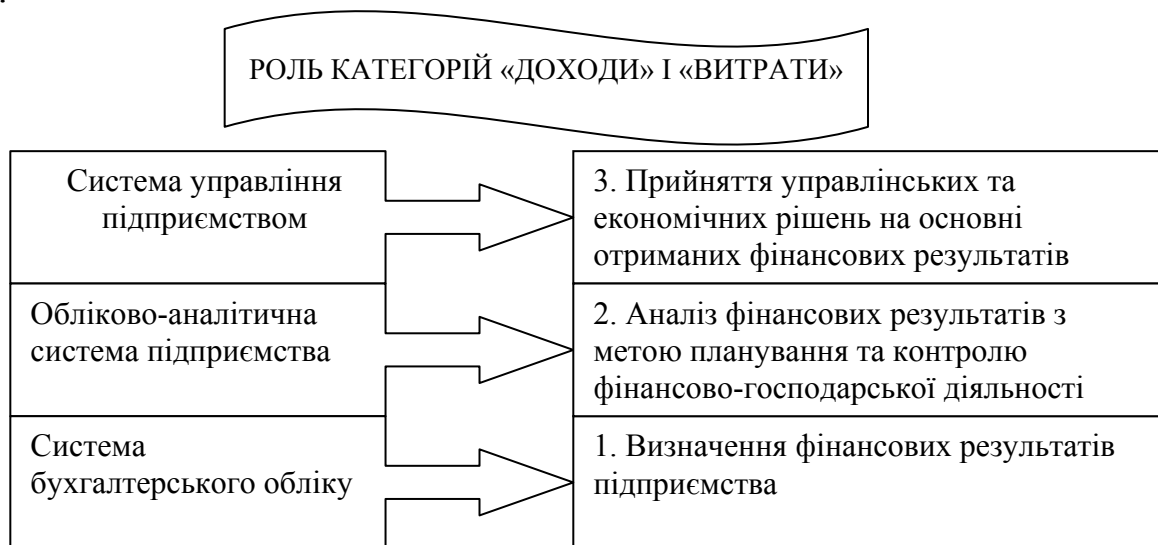 РОЛЬ КАТЕГОРІЙ «ДОХОДИ» І «ВИТРАТИ»
Система управління
підприємством
3. Прийняття управлінських та
економічних рішень на основні
отриманих фінансових результатів
Обліково-аналітична
система підприємства
2. Аналіз фінансових результатів з
метою планування та контролю
фінансово-господарської діяльності
Система
бухгалтерського обліку
1. Визначення фінансових результатів
підприємства